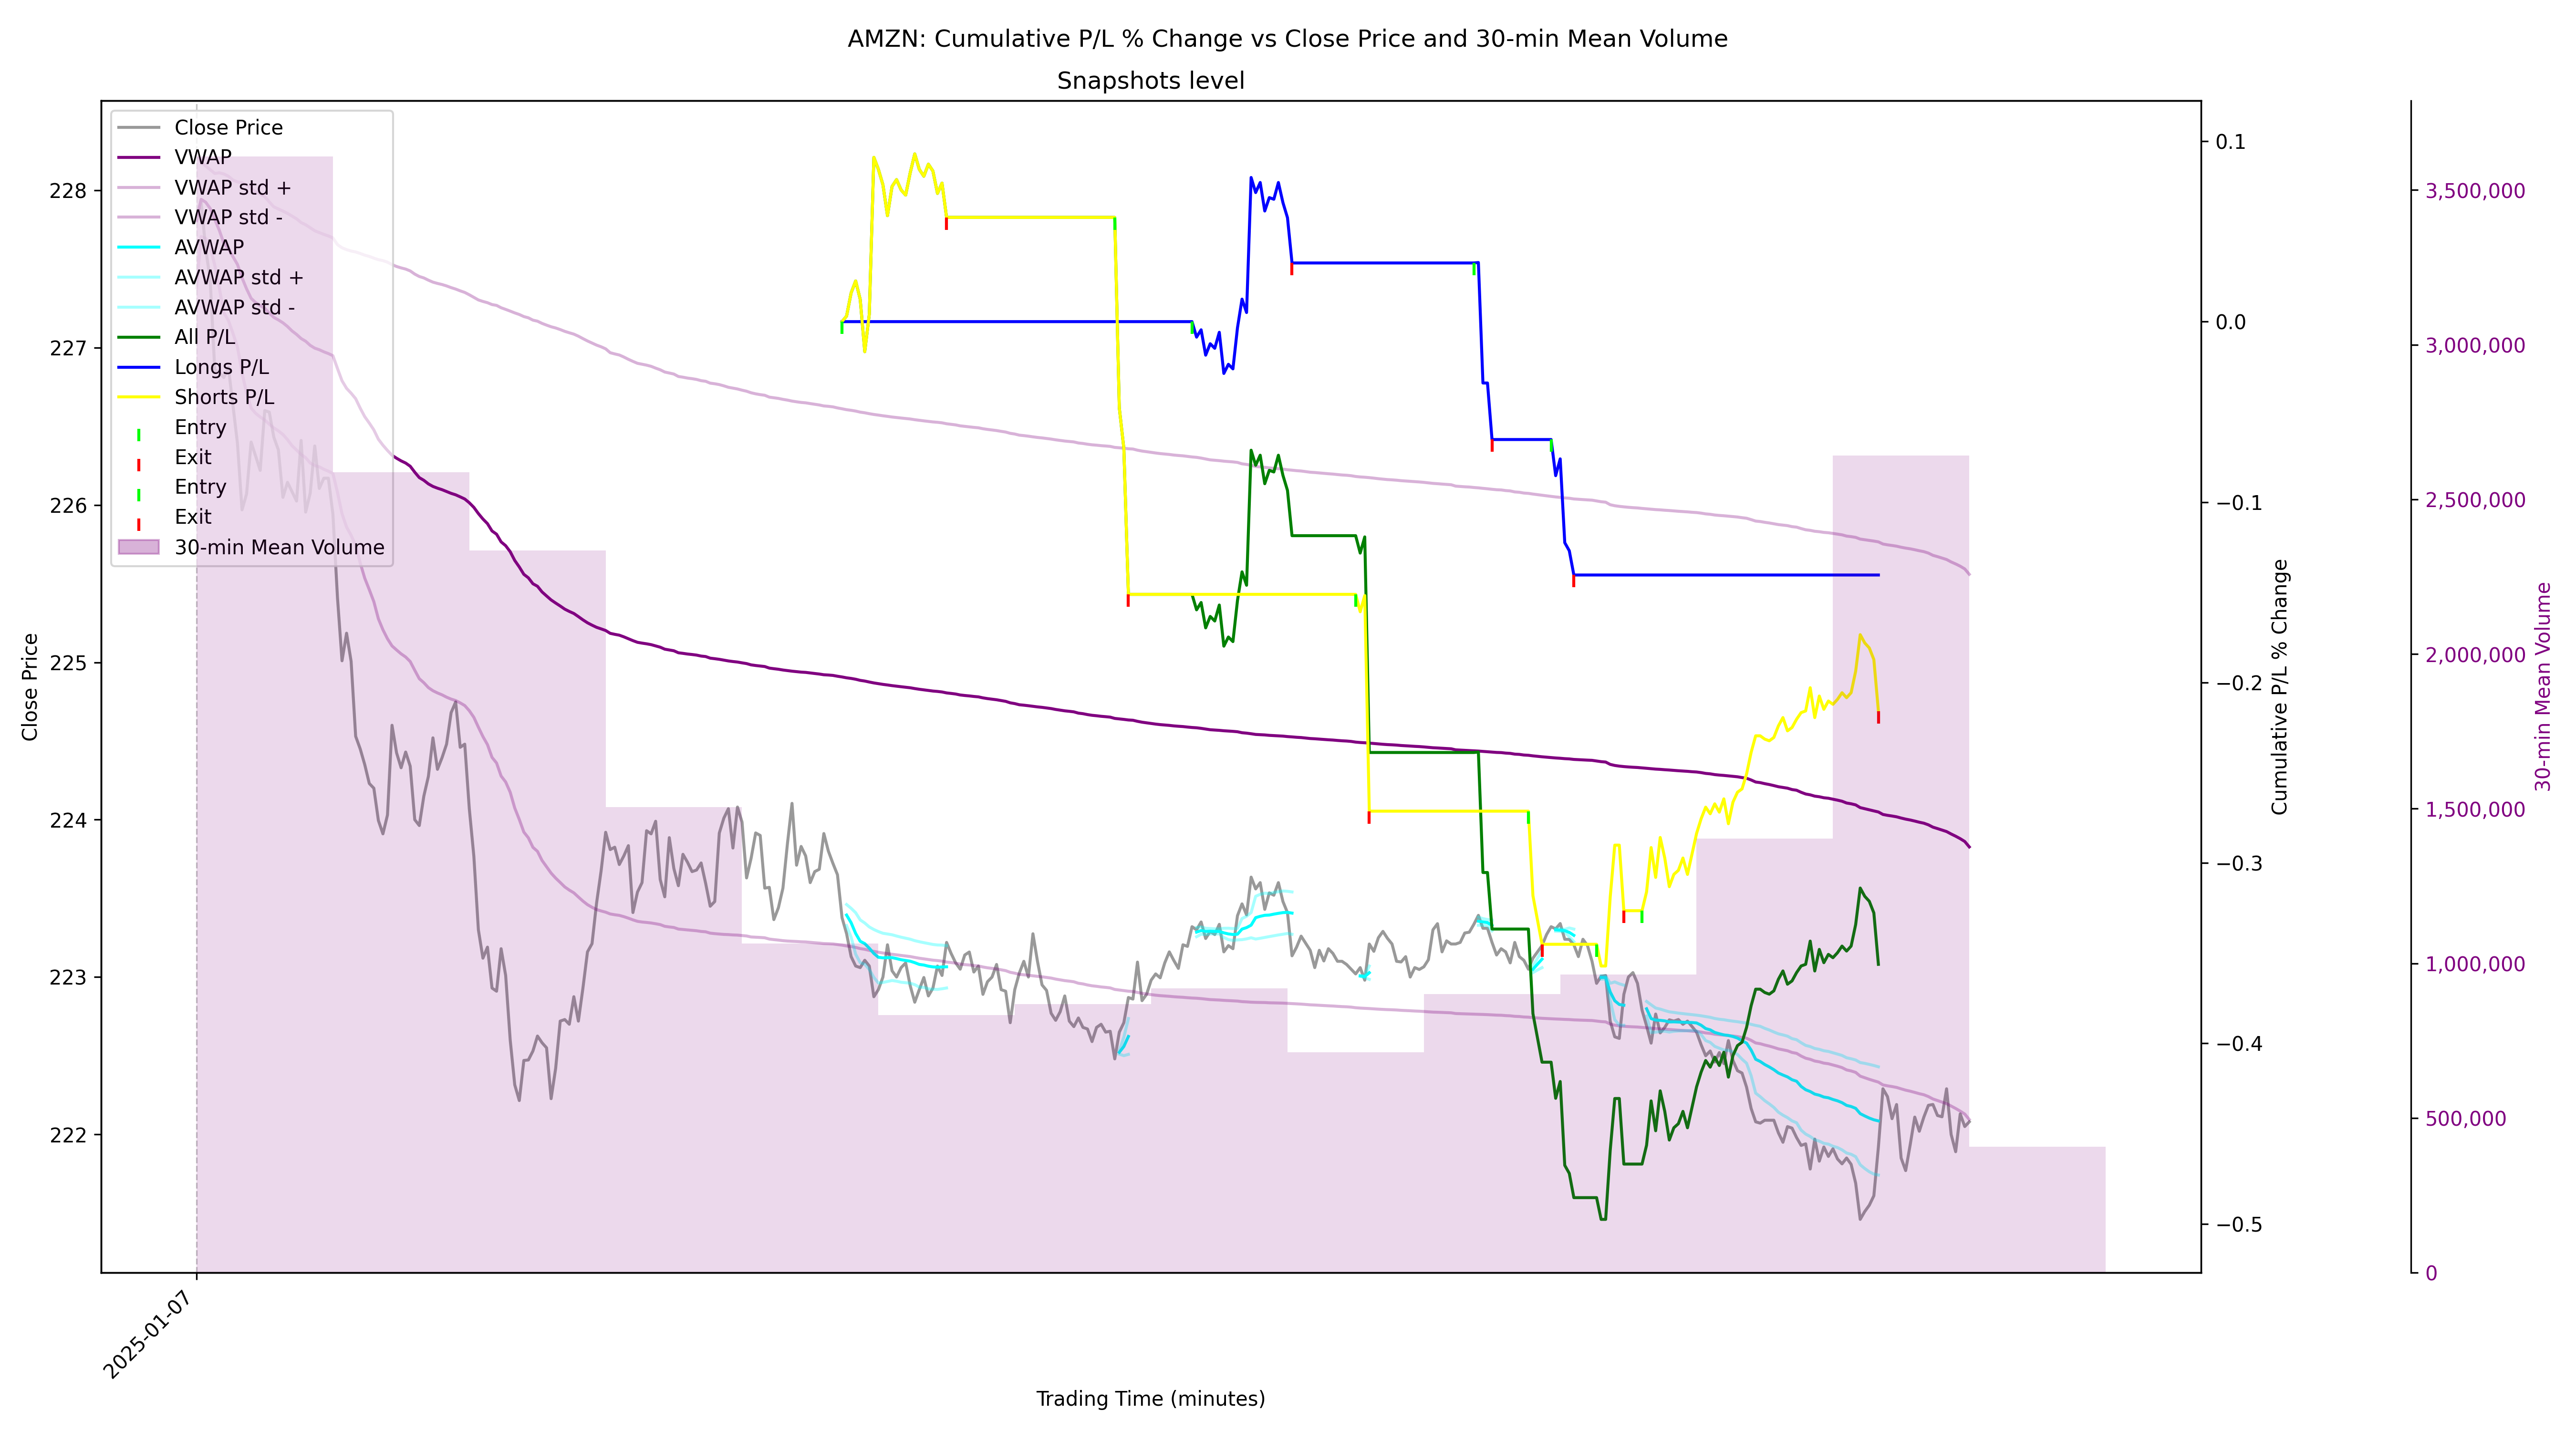 AMZN: Cumulative P/L % Change vs Close Price and 30-min Mean Volume
Snapshots level
Close Price
VWAP
VWAP std +
VWAP std -
AVWAP
AVWAP std +
AVWAP std -
All P/L
Longs P/L
Shorts P/L
Entry
Exit
Entry
Exit
30-min Mean Volume
Close Price
228
227
226
225
224
223
222
0.1
0.0
−0.1
−0.2
−0.3
−0.4
−0.5
Cumulative P/L % Change
3,500,000
3,000,000
2,500,000
2,000,000
1,500,000
1,000,000
500,000
0
30-min Mean Volume
2025-01-07
Trading Time (minutes)